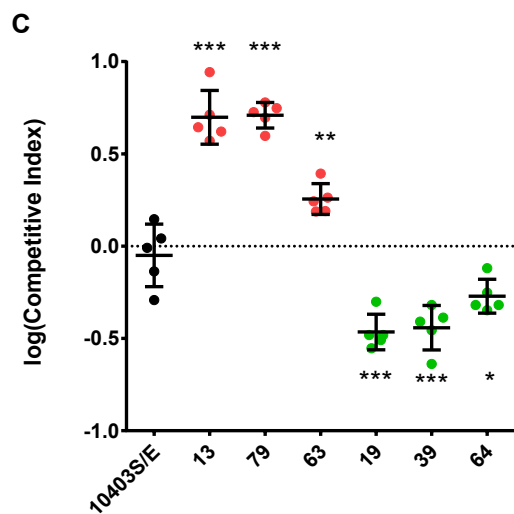 C
log(Competitive Index)
1.0
0.5
0.0
-0.5
-1.0
*** ***
**
*** *** *
10403S/E 13 79 63 19 39 64